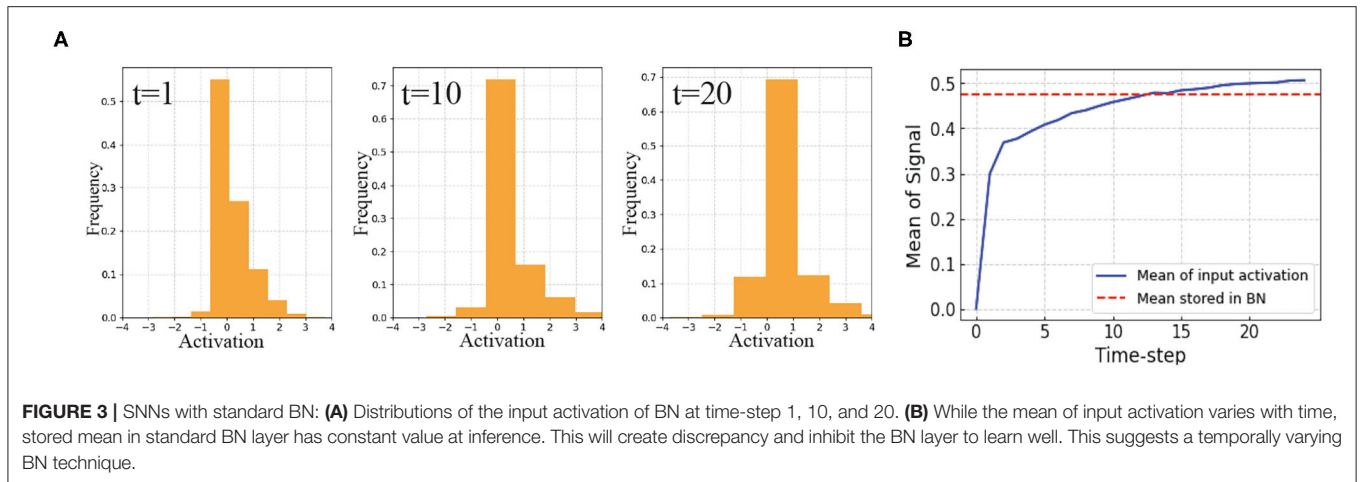 A
B
t=1
0.5
0.4
0.3
0.2
0.1
0.0
Frequency
-4 -3 -2 -1 0 1 2 3 4
Activation
t=10
0.7
0.6
0.5
0.4
0.3
0.2
0.1
0.0
Frequency
-4 -3 -2 -1 0 1 2 3 4
Activation
t=20
0.7
0.6
0.5
0.4
0.3
0.2
0.1
0.0
Frequency
-4 -3 -2 -1 0 1 2 3 4
Activation
0.5
0.4
0.3
0.2
0.1
0.0
Mean of Signal
Mean of input activation
Mean stored in BN
0 5 10 15 20
Time-step
FIGURE 3 | SNNs with standard BN: (A) Distributions of the input activation of BN at time-step 1, 10, and 20. (B) While the mean of input activation varies with time,
stored mean in standard BN layer has constant value at inference. This will create discrepancy and inhibit the BN layer to learn well. This suggests a temporally varying
BN technique.